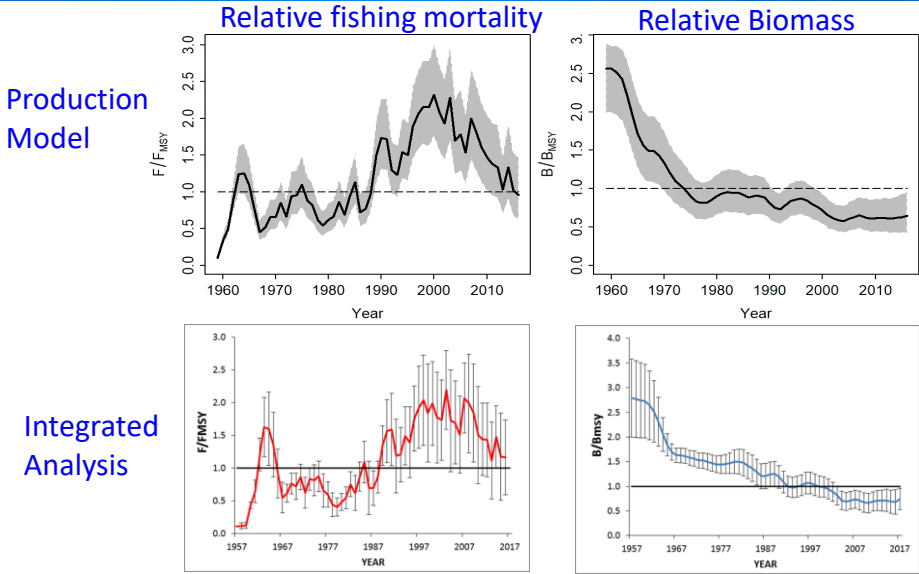 Relative fishing mortality
Relative Biomass
Production
Model
F/FMSY
3.0
2.5
2.0
1.5
1.0
0.5
0.0
1960 1970 1980 1990 2000 2010
Year
B/BMSY
3.
2.5
2.0
1.5
1.0
0.5
0.0
1960 1970 1980 1990 2000 2010
Year
Integrated
Analysis
F/FMSY
3.0
2.5
2.0
1.5
1.0
0.5
0.0
1957 1967 1977 1987 1997 2007 2017
YEAR
B/Bmsy
4.0
3.5
3.0
2.5
2.0
1.5
1.0
0.5
0.0
1957 1967 1977 1987 1997 2007 2017
YEAR